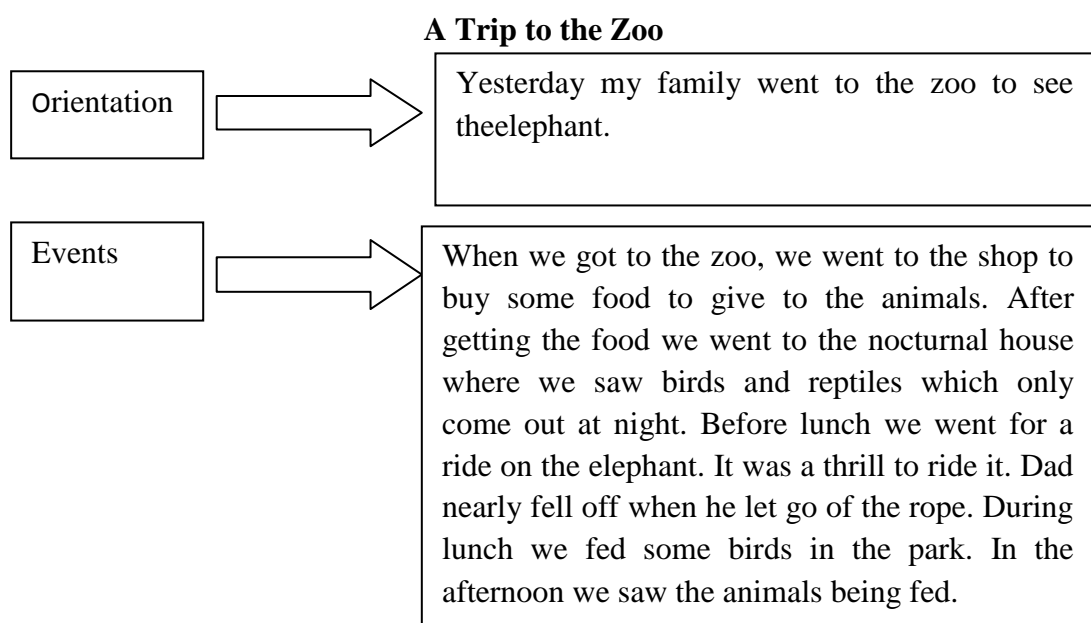 A Trip to the Zoo
Orientation
Yesterday my family went to the zoo to see
theelephant.
Events
When we got to the zoo, we went to the shop to
buy some food to give to the animals. After
getting the food we went to the nocturnal house
where we saw birds and reptiles which only
come out at night. Before lunch we went for a
ride on the elephant. It was a thrill to ride it. Dad
nearly fell off when he let go of the rope. During
lunch we fed some birds in the park. In the
afternoon we saw the animals being fed.